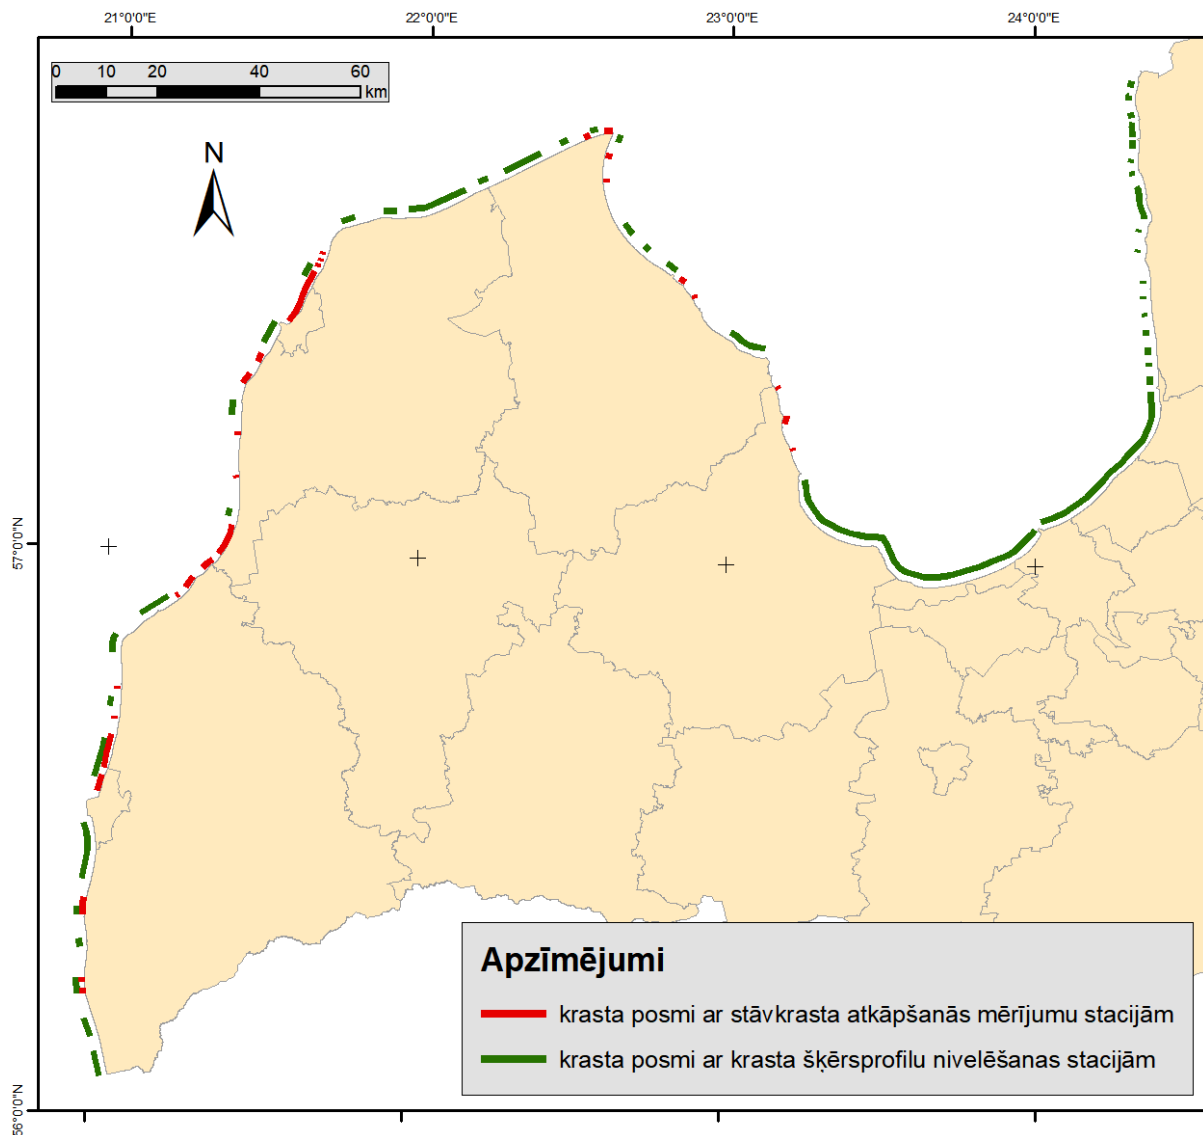 21°0'0"E 22°0'0"E 23°0'0"E 24°0'0"E
0 10 20 40 60
km
N
57°0'0"N
56°0'0"N
Apzīmējumi
krasta posmi ar stāvkrasta atkāpšanās mērījumu stacijām
krasta posmi ar krasta šķērsprofilu nivelēšanas stacijām